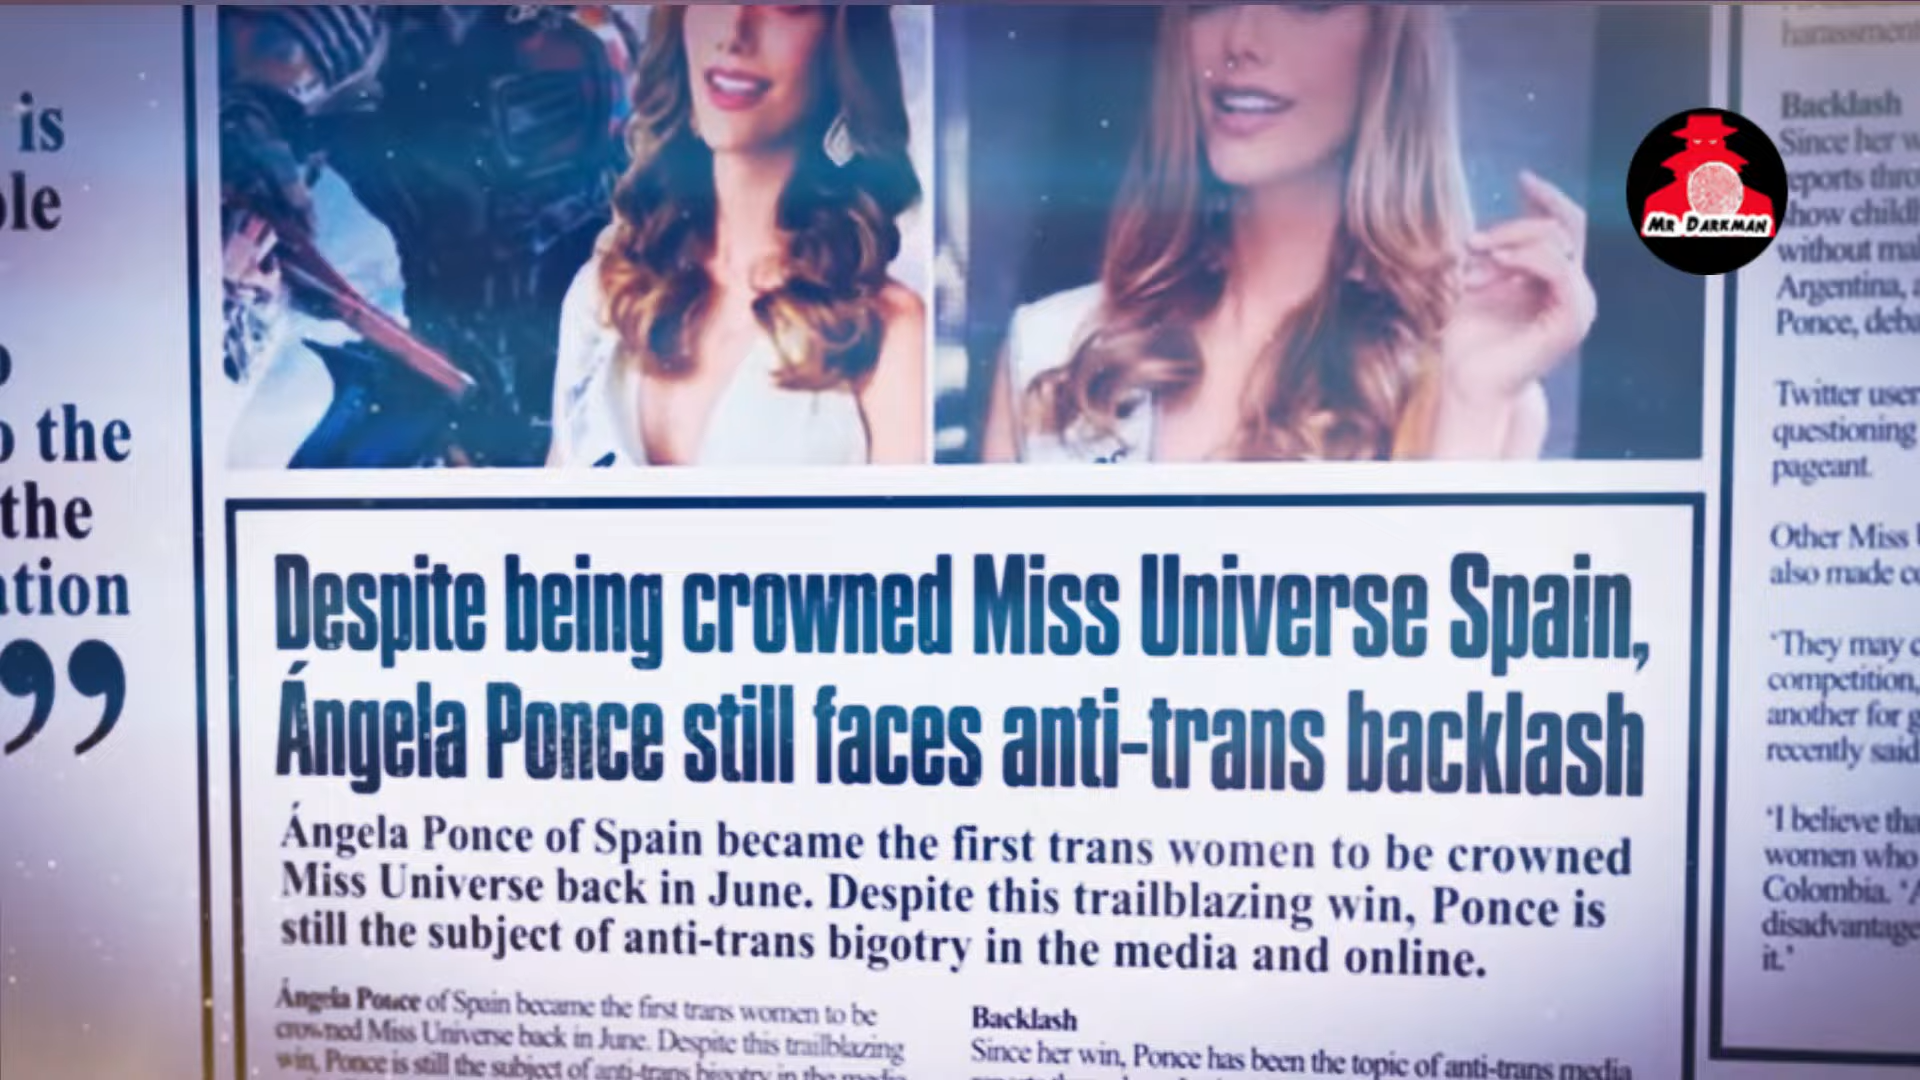 is
ple
o the
the
ation
”
Despite being crowned Miss Universe Spain,
Ángela Ponce still faces anti-trans backlash
Ángela Ponce of Spain became the first trans women to be crowned
Miss Universe back in June. Despite this trailblazing win, Ponce is
still the subject of anti-trans bigotry in the media and online.
Ángela Ponce of Spain became the first trans women to be
crowned Miss Universe back in June. Despite this trailblazing
win, Ponce is still the subject of anti-trans bigotry in the media
Backlash
Since her win, Ponce has been the topic of anti-trans media
harassment
Backlash
Since her w
eports thro
how childh
without mal
Argentina, a
Ponce, deba
Twitter user
questioning
pageant.
Other Miss U
also made co
'They may c
competition,
another for g
recently said
'I believe tha
women who
Colombia. 'A
disadvantage
it.'
MR DARKMAN